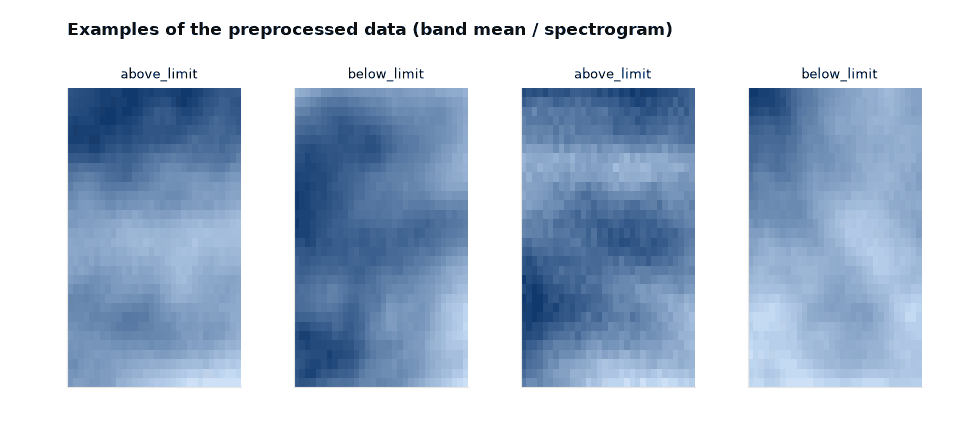 Examples of the preprocessed data (band mean / spectrogram)
above_limit below_limit above_limit below_limit